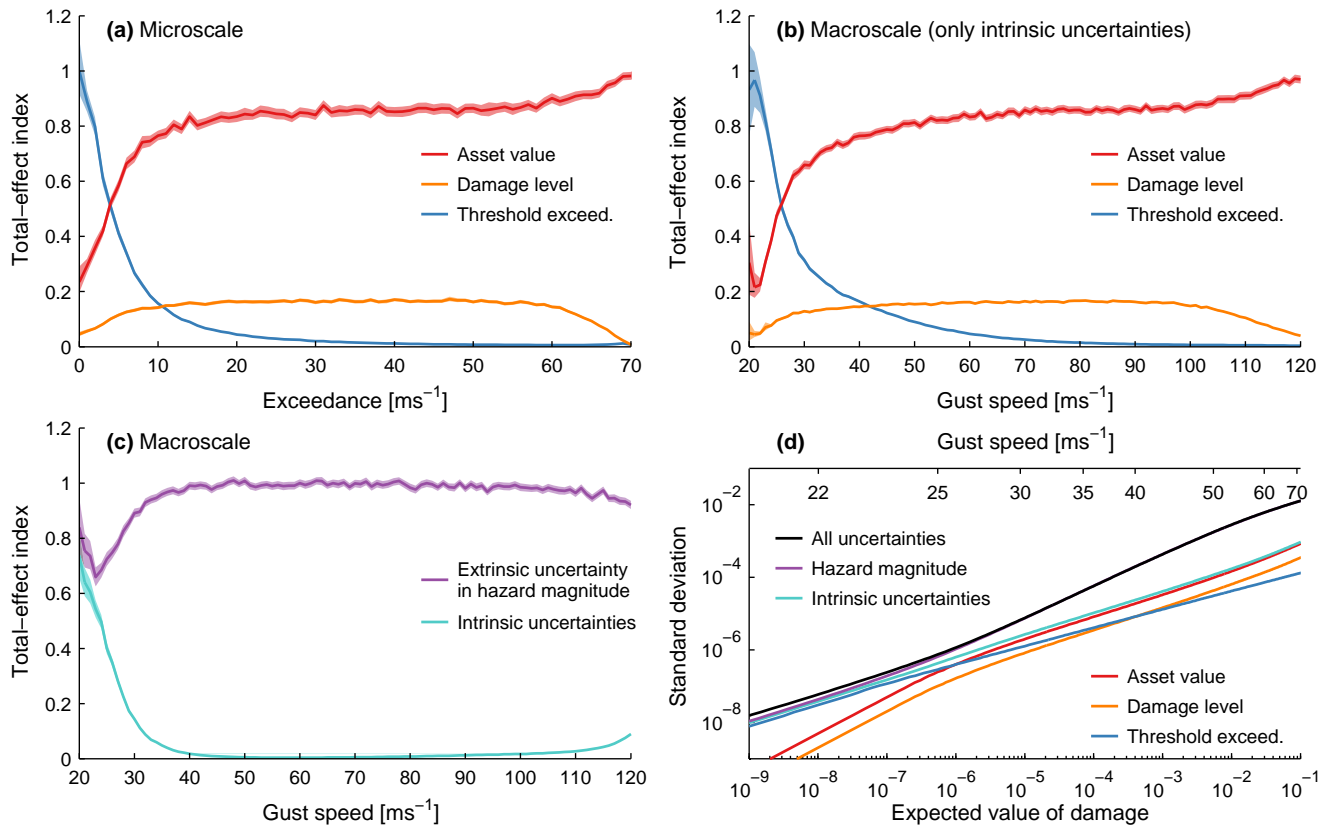 (a) Microscale
Total−effect index
1.2
1
0.8
0.6
0.4
0.2
0
Asset value
Damage level
Threshold exceed.
0 10 20 30 40 50 60 70
Exceedance [ms−1]
(b) Macroscale (only intrinsic uncertainties)
Total−effect index
1.2
1
0.8
0.6
0.4
0.2
0
Asset value
Damage level
Threshold exceed.
20 30 40 50 60 70 80 90 100 110 120
Gust speed [ms−1]
(c) Macroscale
Total−effect index
1.2
1
0.8
0.6
0.4
0.2
0
Extrinsic uncertainty
in hazard magnitude
Intrinsic uncertainties
20 30 40 50 60 70 80 90 100 110 120
Gust speed [ms−1]
(d)
Gust speed [ms−1]
22 25 30 35 40 50 60 70
Standard deviation
10−2
10−4
10−6
10−8
All uncertainties
Hazard magnitude
Intrinsic uncertainties
Asset value
Damage level
Threshold exceed.
10−9 10−8 10−7 10−6 10−5 10−4 10−3 10−2 10−1
Expected value of damage